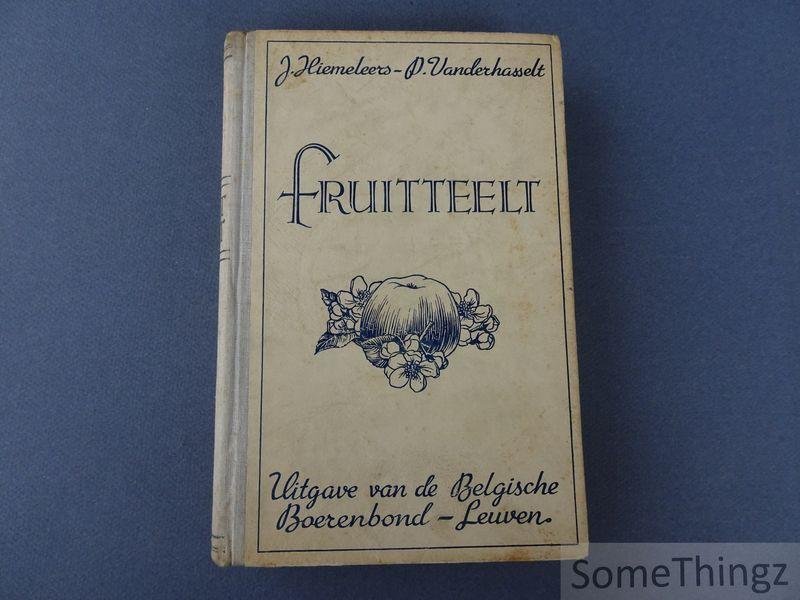 J. Hiemeleers - P. Vanderhasselt
FRUITTEELT
Uitgave van de Belgische
Boerenbond - Leuven.
SomeThingz